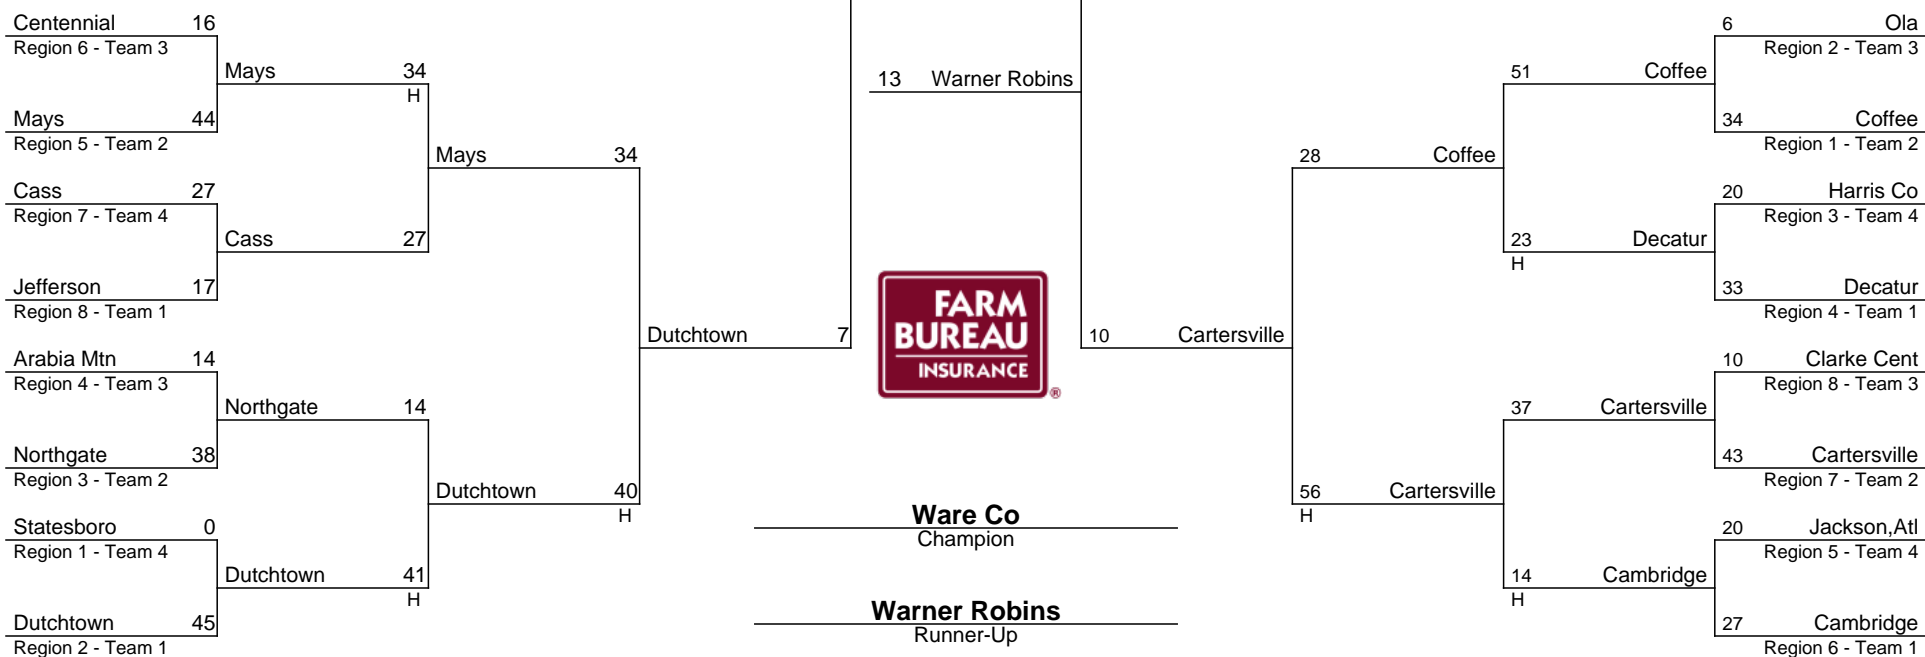 Centennial 16
Region 6 - Team 3
Mays 44
Region 5 - Team 2
Cass 27
Region 7 - Team 4
Jefferson 17
Region 8 - Team 1
Arabia Mtn 14
Region 4 - Team 3
Northgate 38
Region 3 - Team 2
Statesboro 0
Region 1 - Team 4
Dutchtown 45
Region 2 - Team 1
Mays 34
H
Cass 27
Northgate 14
Dutchtown 41
H
Mays 34
Dutchtown 40
H
Dutchtown 7
13 Warner Robins
FARM
BUREAU
INSURANCE
®
Ware Co
Champion
Warner Robins
Runner-Up
10 Cartersville
28 Coffee
56 Cartersville
H
51 Coffee
23 Decatur
H
37 Cartersville
14 Cambridge
H
6 Ola
Region 2 - Team 3
34 Coffee
Region 1 - Team 2
20 Harris Co
Region 3 - Team 4
33 Decatur
Region 4 - Team 1
10 Clarke Cent
Region 8 - Team 3
43 Cartersville
Region 7 - Team 2
20 Jackson,Atl
Region 5 - Team 4
27 Cambridge
Region 6 - Team 1